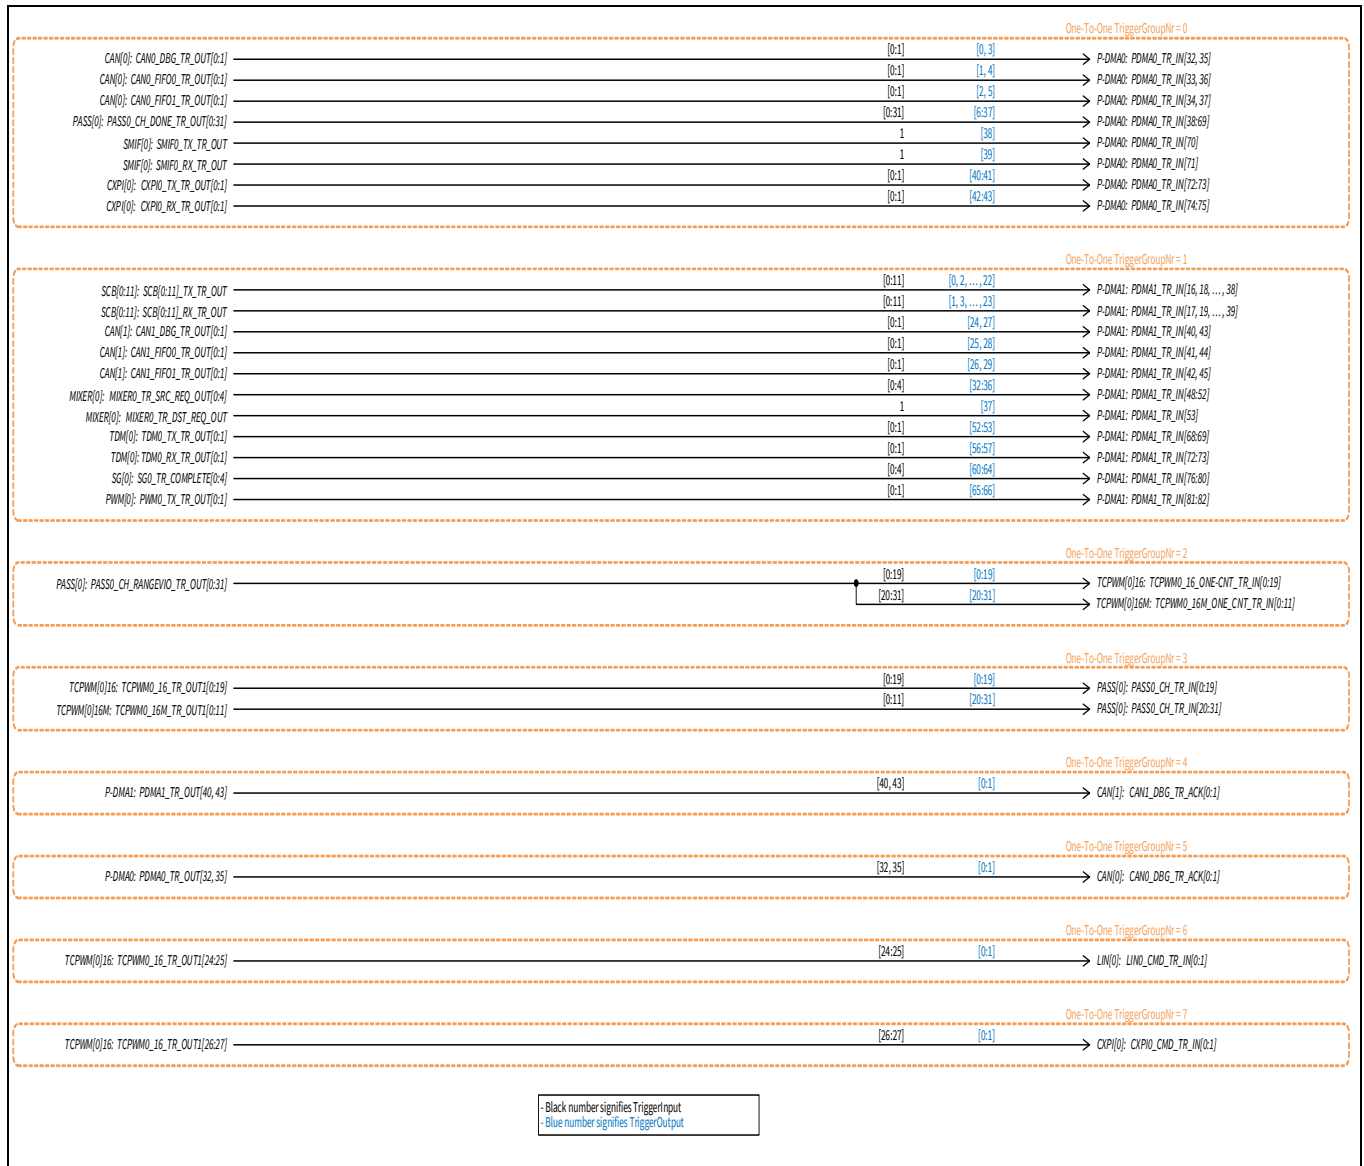 One-To-One TriggerGroupNr = 0
CAN[0]: CAN0_DBG_TR_OUT[0:1] [0:1] [0, 3] P-DMA0: PDMA0_TR_IN[32, 35]
CAN[0]: CAN0_FIFO0_TR_OUT[0:1] [0:1] [1, 4] P-DMA0: PDMA0_TR_IN[33, 36]
CAN[0]: CAN0_FIFO1_TR_OUT[0:1] [0:1] [2, 5] P-DMA0: PDMA0_TR_IN[34, 37]
PASS[0]: PASS0_CH_DONE_TR_OUT[0:31] [0:31] [6:37] P-DMA0: PDMA0_TR_IN[38:69]
SMIF[0]: SMIF0_TX_TR_OUT 1 [38] P-DMA0: PDMA0_TR_IN[70]
SMIF[0]: SMIF0_RX_TR_OUT 1 [39] P-DMA0: PDMA0_TR_IN[71]
CXPI[0]: CXPI0_TX_TR_OUT[0:1] [0:1] [40:41] P-DMA0: PDMA0_TR_IN[72:73]
CXPI[0]: CXPI0_RX_TR_OUT[0:1] [0:1] [42:43] P-DMA0: PDMA0_TR_IN[74:75]
One-To-One TriggerGroupNr = 1
SCB[0:11]: SCB[0:11]_TX_TR_OUT [0:11] [0, 2, ..., 22] P-DMA1: PDMA1_TR_IN[16, 18, ..., 38]
SCB[0:11]: SCB[0:11]_RX_TR_OUT [0:11] [1, 3, ..., 23] P-DMA1: PDMA1_TR_IN[17, 19, ..., 39]
CAN[1]: CAN1_DBG_TR_OUT[0:1] [0:1] [24, 27] P-DMA1: PDMA1_TR_IN[40, 43]
CAN[1]: CAN1_FIFO0_TR_OUT[0:1] [0:1] [25, 28] P-DMA1: PDMA1_TR_IN[41, 44]
CAN[1]: CAN1_FIFO1_TR_OUT[0:1] [0:1] [26, 29] P-DMA1: PDMA1_TR_IN[42, 45]
MIXER[0]: MIXER0_TR_SRC_REQ_OUT[0:4] [0:4] [32:36] P-DMA1: PDMA1_TR_IN[48:52]
MIXER[0]: MIXER0_TR_DST_REQ_OUT 1 [37] P-DMA1: PDMA1_TR_IN[53]
TDM[0]: TDM0_TX_TR_OUT[0:1] [0:1] [52:53] P-DMA1: PDMA1_TR_IN[68:69]
TDM[0]: TDM0_RX_TR_OUT[0:1] [0:1] [56:57] P-DMA1: PDMA1_TR_IN[72:73]
SG[0]: SG0_TR_COMPLETE[0:4] [0:4] [60:64] P-DMA1: PDMA1_TR_IN[76:80]
PWM[0]: PWM0_TX_TR_OUT[0:1] [0:1] [65:66] P-DMA1: PDMA1_TR_IN[81:82]
One-To-One TriggerGroupNr = 2
PASS[0]: PASS0_CH_RANGEVIO_TR_OUT[0:31] [0:19] [0:19] TCPWM[0]16: TCPWM0_16_ONE-CNT_TR_IN[0:19]
[20:31] [20:31] TCPWM[0]16M: TCPWM0_16M_ONE_CNT_TR_IN[0:11]
One-To-One TriggerGroupNr = 3
TCPWM[0]16: TCPWM0_16_TR_OUT1[0:19] [0:19] [0:19] PASS[0]: PASS0_CH_TR_IN[0:19]
TCPWM[0]16M: TCPWM0_16M_TR_OUT1[0:11] [0:11] [20:31] PASS[0]: PASS0_CH_TR_IN[20:31]
One-To-One TriggerGroupNr = 4
P-DMA1: PDMA1_TR_OUT[40, 43] [40, 43] [0:1] CAN[1]: CAN1_DBG_TR_ACK[0:1]
One-To-One TriggerGroupNr = 5
P-DMA0: PDMA0_TR_OUT[32, 35] [32, 35] [0:1] CAN[0]: CAN0_DBG_TR_ACK[0:1]
One-To-One TriggerGroupNr = 6
TCPWM[0]16: TCPWM0_16_TR_OUT1[24:25] [24:25] [0:1] LIN[0]: LIN0_CMD_TR_IN[0:1]
One-To-One TriggerGroupNr = 7
TCPWM[0]16: TCPWM0_16_TR_OUT1[26:27] [26:27] [0:1] CXPI[0]: CXPI0_CMD_TR_IN[0:1]
- Black number signifies TriggerInput
- Blue number signifies TriggerOutput